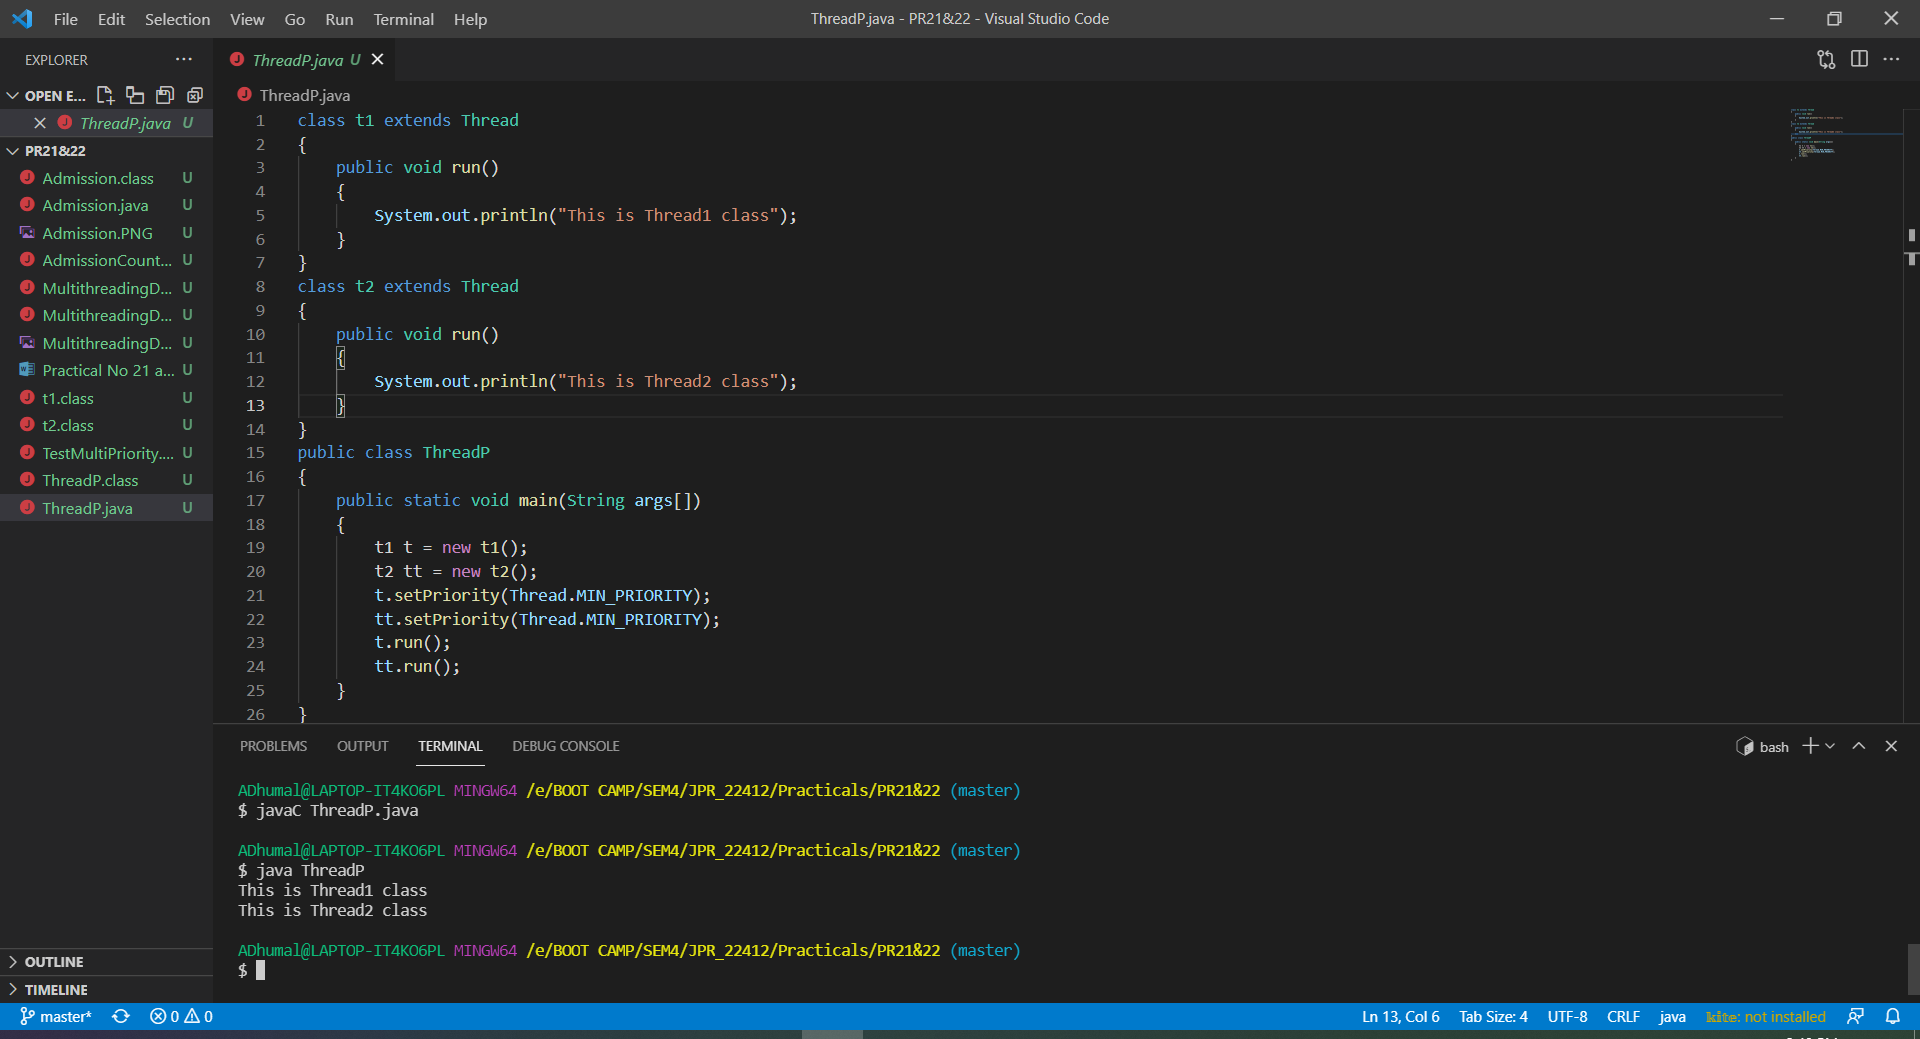 File Edit Selection View Go Run Terminal Help
ThreadP.java - PR21&22 - Visual Studio Code
EXPLORER
OPEN E...
ThreadP.java U
PR21&22
Admission.class U
Admission.java U
Admission.PNG U
AdmissionCount... U
MultithreadingD... U
MultithreadingD... U
MultithreadingD... U
Practical No 21 a... U
t1.class U
t2.class U
TestMultiPriority.... U
ThreadP.class U
ThreadP.java U
OUTLINE
TIMELINE
ThreadP.java U
ThreadP.java
1 class t1 extends Thread
2 {
3 public void run()
4 {
5 System.out.println("This is Thread1 class");
6 }
7 }
8 class t2 extends Thread
9 {
10 public void run()
11 {
12 System.out.println("This is Thread2 class");
13 }
14 }
15 public class ThreadP
16 {
17 public static void main(String args[])
18 {
19 t1 t = new t1();
20 t2 tt = new t2();
21 t.setPriority(Thread.MIN_PRIORITY);
22 tt.setPriority(Thread.MIN_PRIORITY);
23 t.run();
24 tt.run();
25 }
26 }
PROBLEMS OUTPUT TERMINAL DEBUG CONSOLE
bash
ADhumal@LAPTOP-IT4KO6PL MINGW64 /e/BOOT CAMP/SEM4/JPR_22412/Practicals/PR21&22 (master)
$ javaC ThreadP.java
ADhumal@LAPTOP-IT4KO6PL MINGW64 /e/BOOT CAMP/SEM4/JPR_22412/Practicals/PR21&22 (master)
$ java ThreadP
This is Thread1 class
This is Thread2 class
ADhumal@LAPTOP-IT4KO6PL MINGW64 /e/BOOT CAMP/SEM4/JPR_22412/Practicals/PR21&22 (master)
$
master* 0 0
Ln 13, Col 6 Tab Size: 4 UTF-8 CRLF java kite: not installed